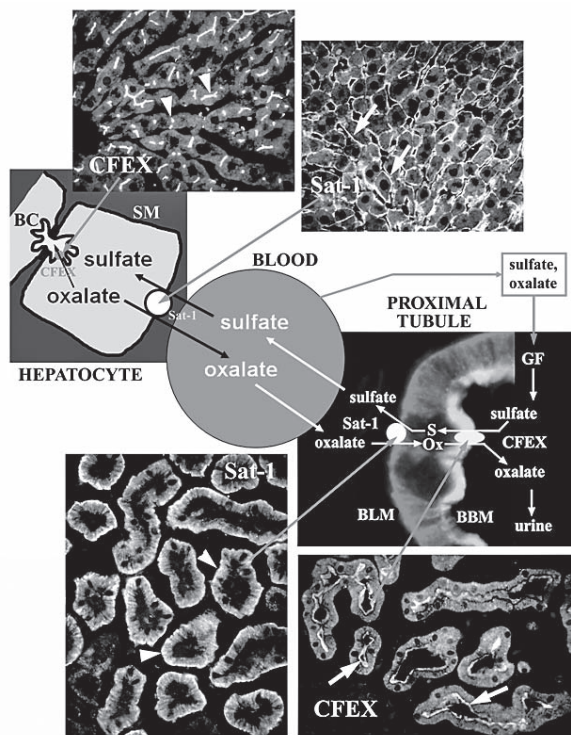 CFEX
Sat-1
BC
SM
sulfate
CFEX
oxalate
Sat-1
HEPATOCYTE
BLOOD
sulfate
oxalate
sulfate,
oxalate
PROXIMAL
TUBULE
GF
sulfate
sulfate
Sat-1
S
oxalate
Ox
CFEX
oxalate
BLM
BBM
urine
Sat-1
CFEX